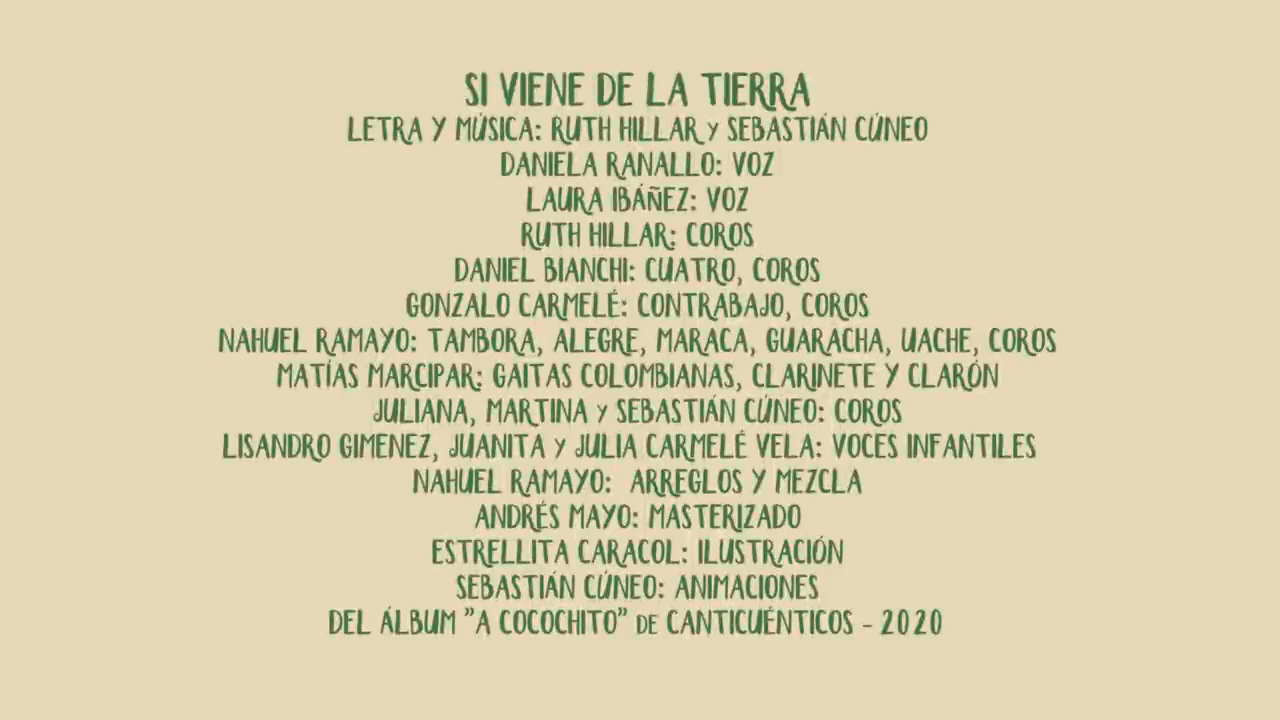 SI VIENE DE LA TIERRA
LETRA Y MÚSICA: RUTH HILLAR y SEBASTIÁN CÚNEO
DANIELA RANALLO: VOZ
LAURA IBÁÑEZ: VOZ
RUTH HILLAR: COROS
DANIEL BIANCHI: CUATRO, COROS
GONZALO CARMELÉ: CONTRABAJO, COROS
NAHUEL RAMAYO: TAMBORA, ALEGRE, MARACA, GUARACHA, UACHE, COROS
MATÍAS MARCIPAR: GAITAS COLOMBIANAS, CLARINETE Y CLARÓN
JULIANA, MARTINA y SEBASTIÁN CÚNEO: COROS
LISANDRO GIMENEZ, JUANITA y JULIA CARMELÉ VELA: VOCES INFANTILES
NAHUEL RAMAYO: ARREGLOS Y MEZCLA
ANDRÉS MAYO: MASTERIZADO
ESTRELLITA CARACOL: ILUSTRACIÓN
SEBASTIÁN CÚNEO: ANIMACIONES
DEL ÁLBUM "A COCOCHITO" DE CANTICUÉNTICOS - 2020